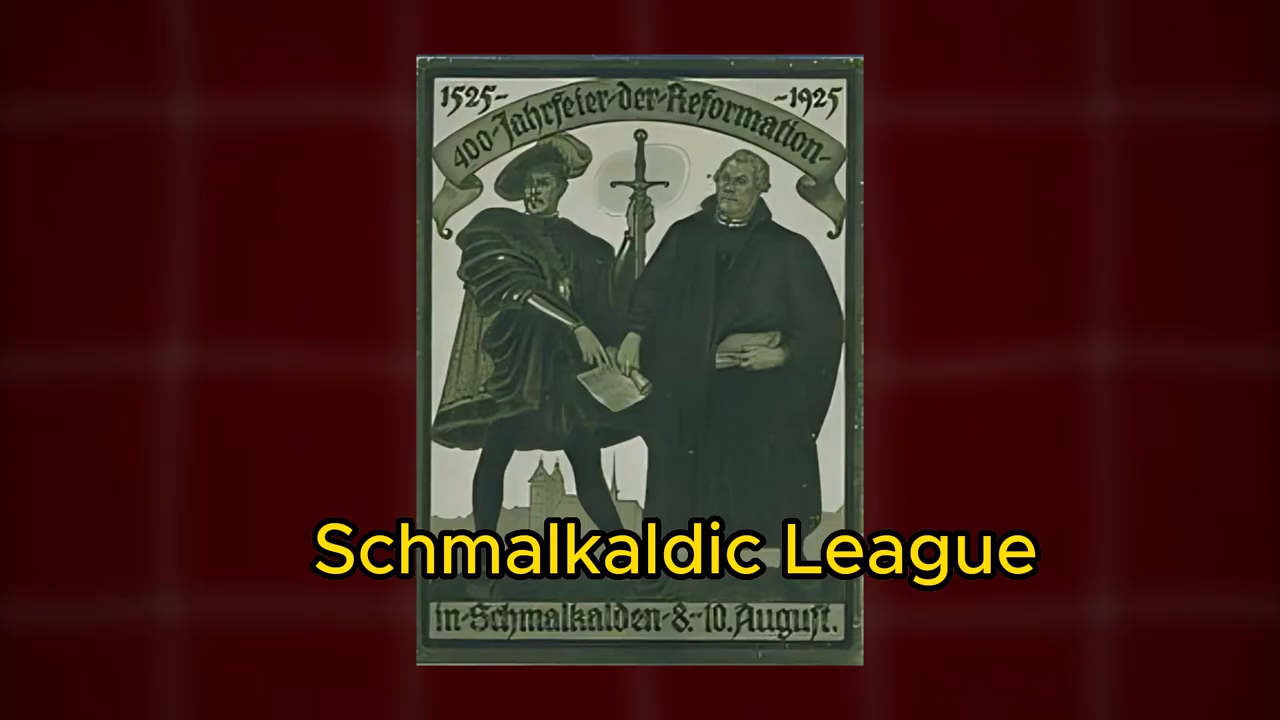 1525- -1925
400-Jahrfeier-der-Reformation-
Schmalkaldic League
in-Schmalkalden-8.-10.August.